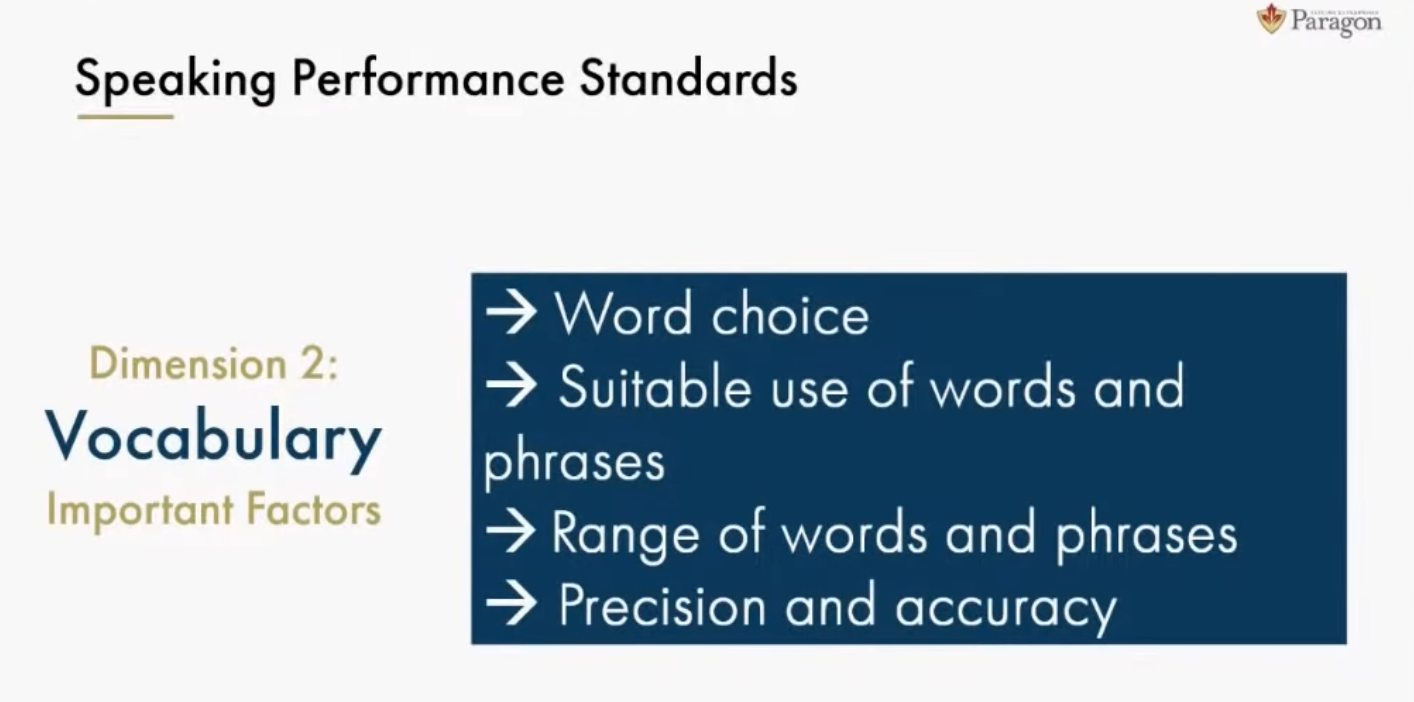 Paragon
Speaking Performance Standards
Dimension 2:
Vocabulary
Important Factors
→ Word choice
→ Suitable use of words and
phrases
→ Range of words and phrases
→ Precision and accuracy